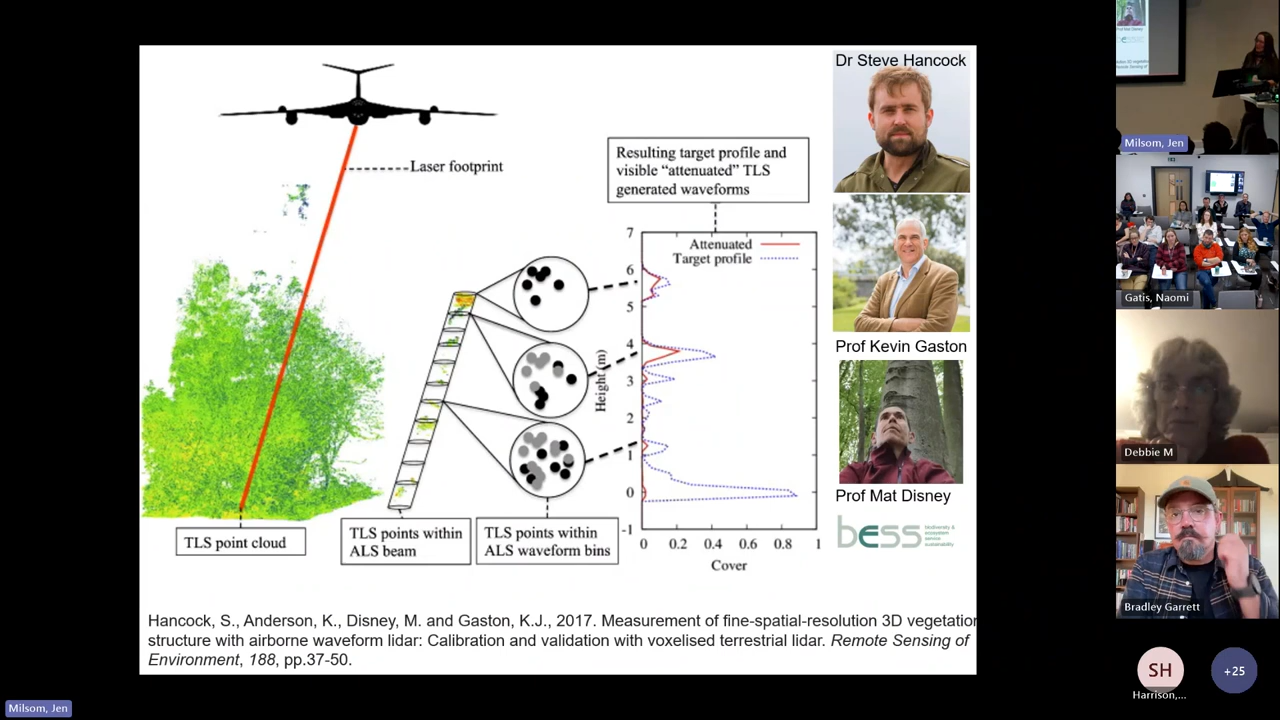 Dr Steve Hancock
Laser footprint
Resulting target profile and
visible "attenuated" TLS
generated waveforms
7
6
5
4
3
2
1
0
-1
Attenuated
Target profile
Height (m)
0
0.2
0.4
0.6
0.8
1
Cover
TLS point cloud
TLS points within
ALS beam
TLS points within
ALS waveform bins
Prof Kevin Gaston
Prof Mat Disney
bess
biodiversity &
ecosystem
service
sustainability
Hancock, S., Anderson, K., Disney, M. and Gaston, K.J., 2017. Measurement of fine-spatial-resolution 3D vegetation
structure with airborne waveform lidar: Calibration and validation with voxelised terrestrial lidar. Remote Sensing of
Environment, 188, pp.37-50.
Milsom, Jen
Milsom, Jen
Gatis, Naomi
Debbie M
Bradley Garrett
SH
Harrison,...
+25